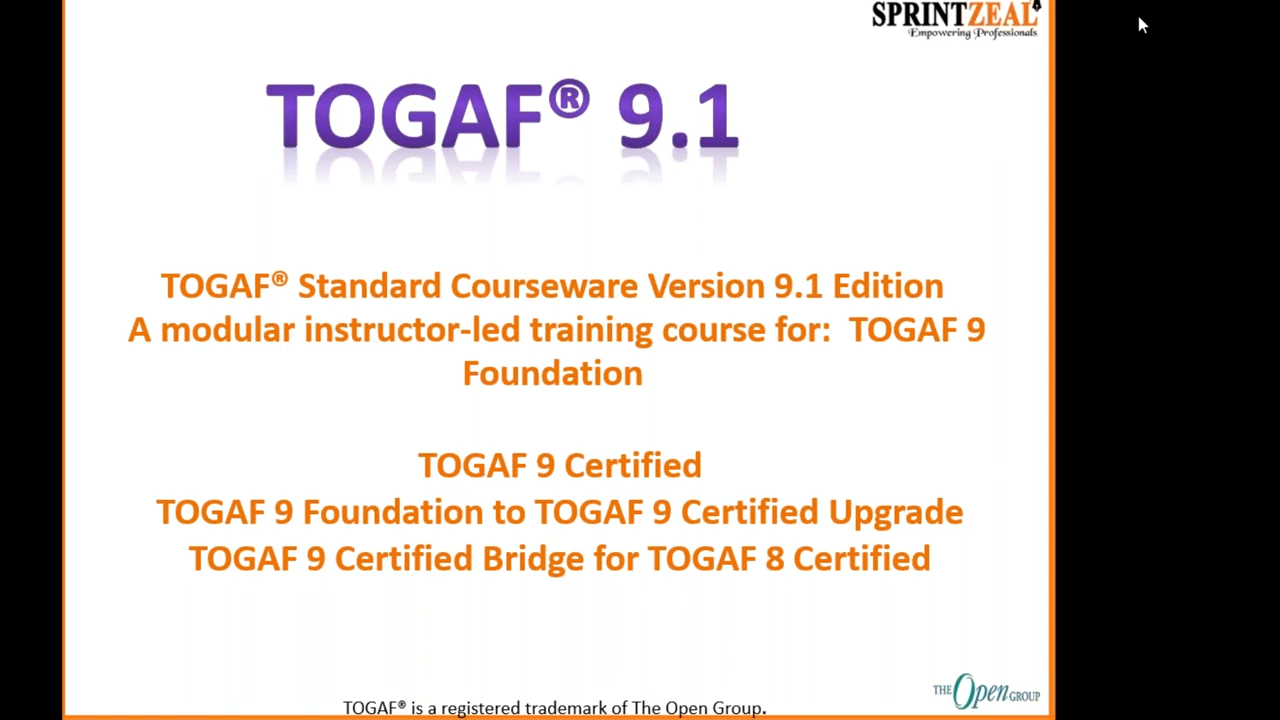 SPRINTZEAL
Empowering Professionals
TOGAF® 9.1
TOGAF® Standard Courseware Version 9.1 Edition
A modular instructor-led training course for: TOGAF 9
Foundation
TOGAF 9 Certified
TOGAF 9 Foundation to TOGAF 9 Certified Upgrade
TOGAF 9 Certified Bridge for TOGAF 8 Certified
THE Open GROUP
TOGAF® is a registered trademark of The Open Group.